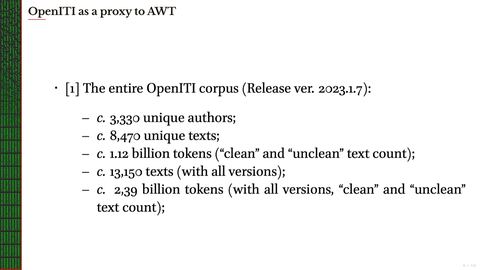 OpenITI as a proxy to AWT
• [1] The entire OpenITI corpus (Release ver. 2023.1.7):
– c. 3,330 unique authors;
– c. 8,470 unique texts;
– c. 1.12 billion tokens (“clean” and “unclean” text count);
– c. 13,150 texts (with all versions);
– c. 2,39 billion tokens (with all versions, “clean” and “unclean”
text count);